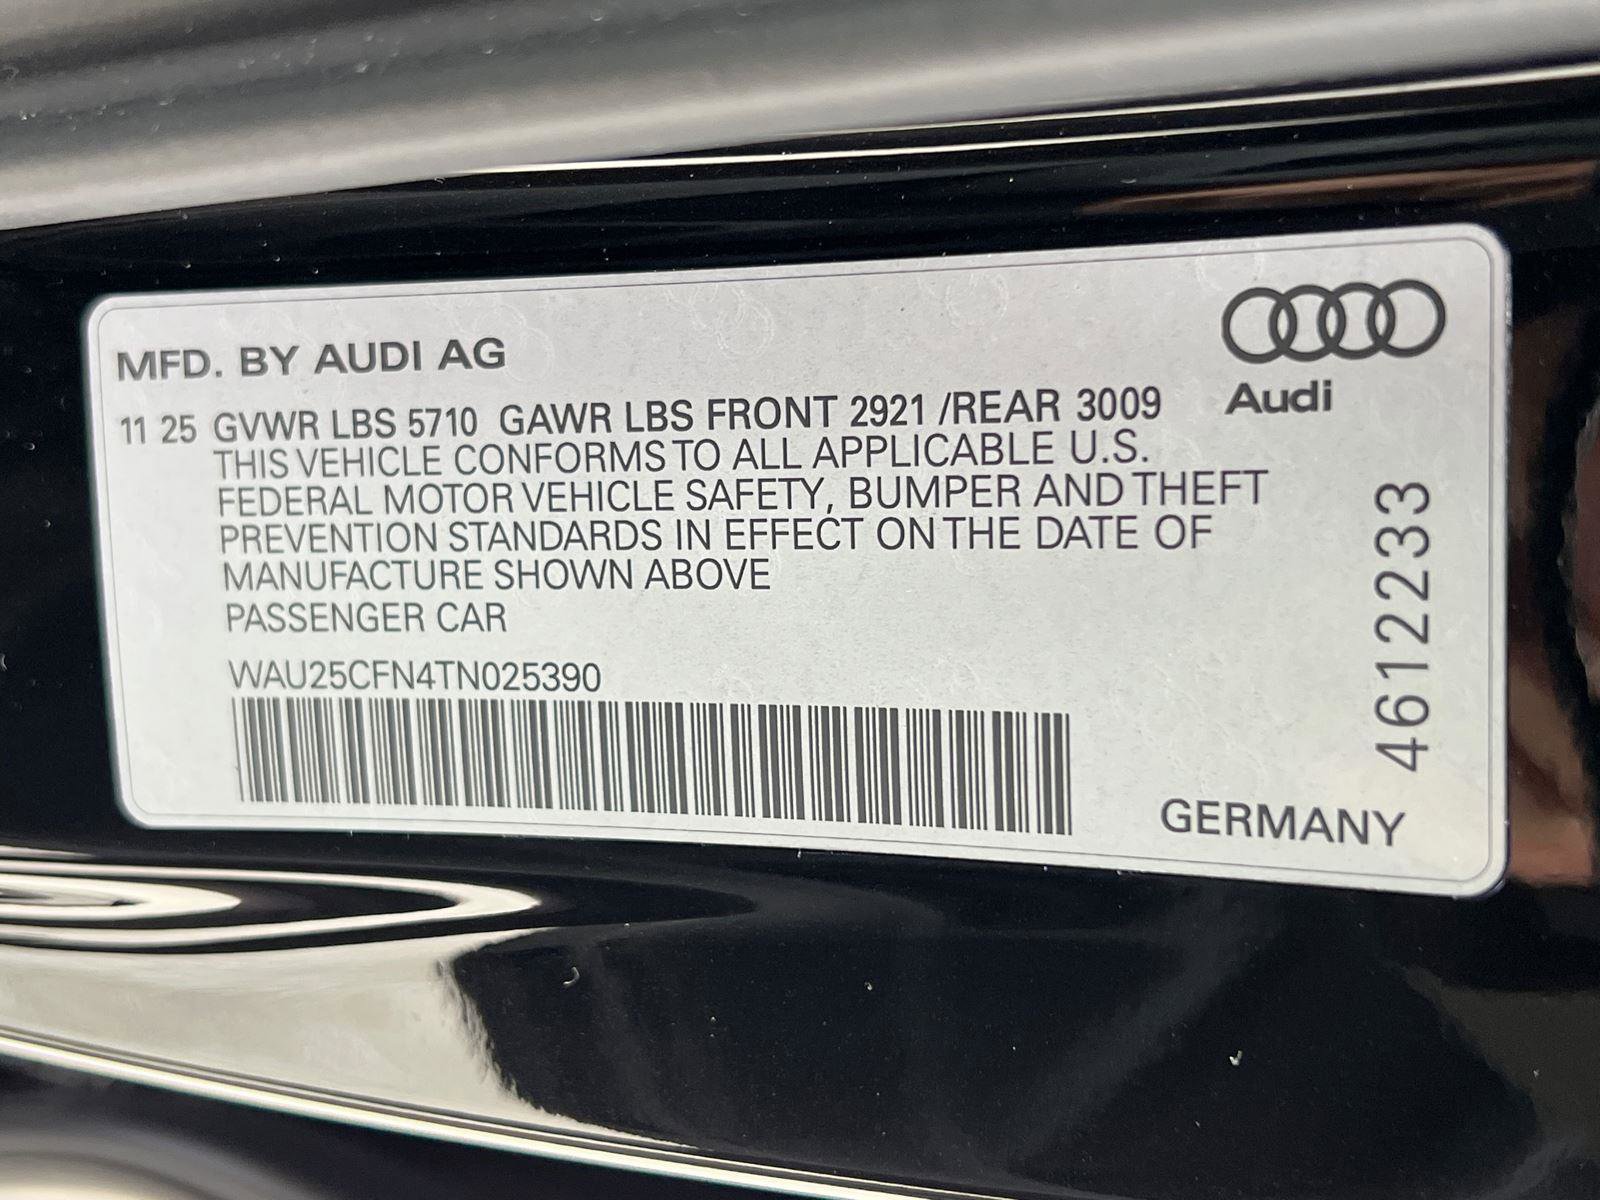 MFD. BY AUDI AG
Audi
11 25 GVWR LBS 5710 GAWR LBS FRONT 2921 /REAR 3009
THIS VEHICLE CONFORMS TO ALL APPLICABLE U.S.
FEDERAL MOTOR VEHICLE SAFETY, BUMPER AND THEFT
PREVENTION STANDARDS IN EFFECT ON THE DATE OF
MANUFACTURE SHOWN ABOVE
PASSENGER CAR
WAU25CFN4TN025390
4612233
GERMANY